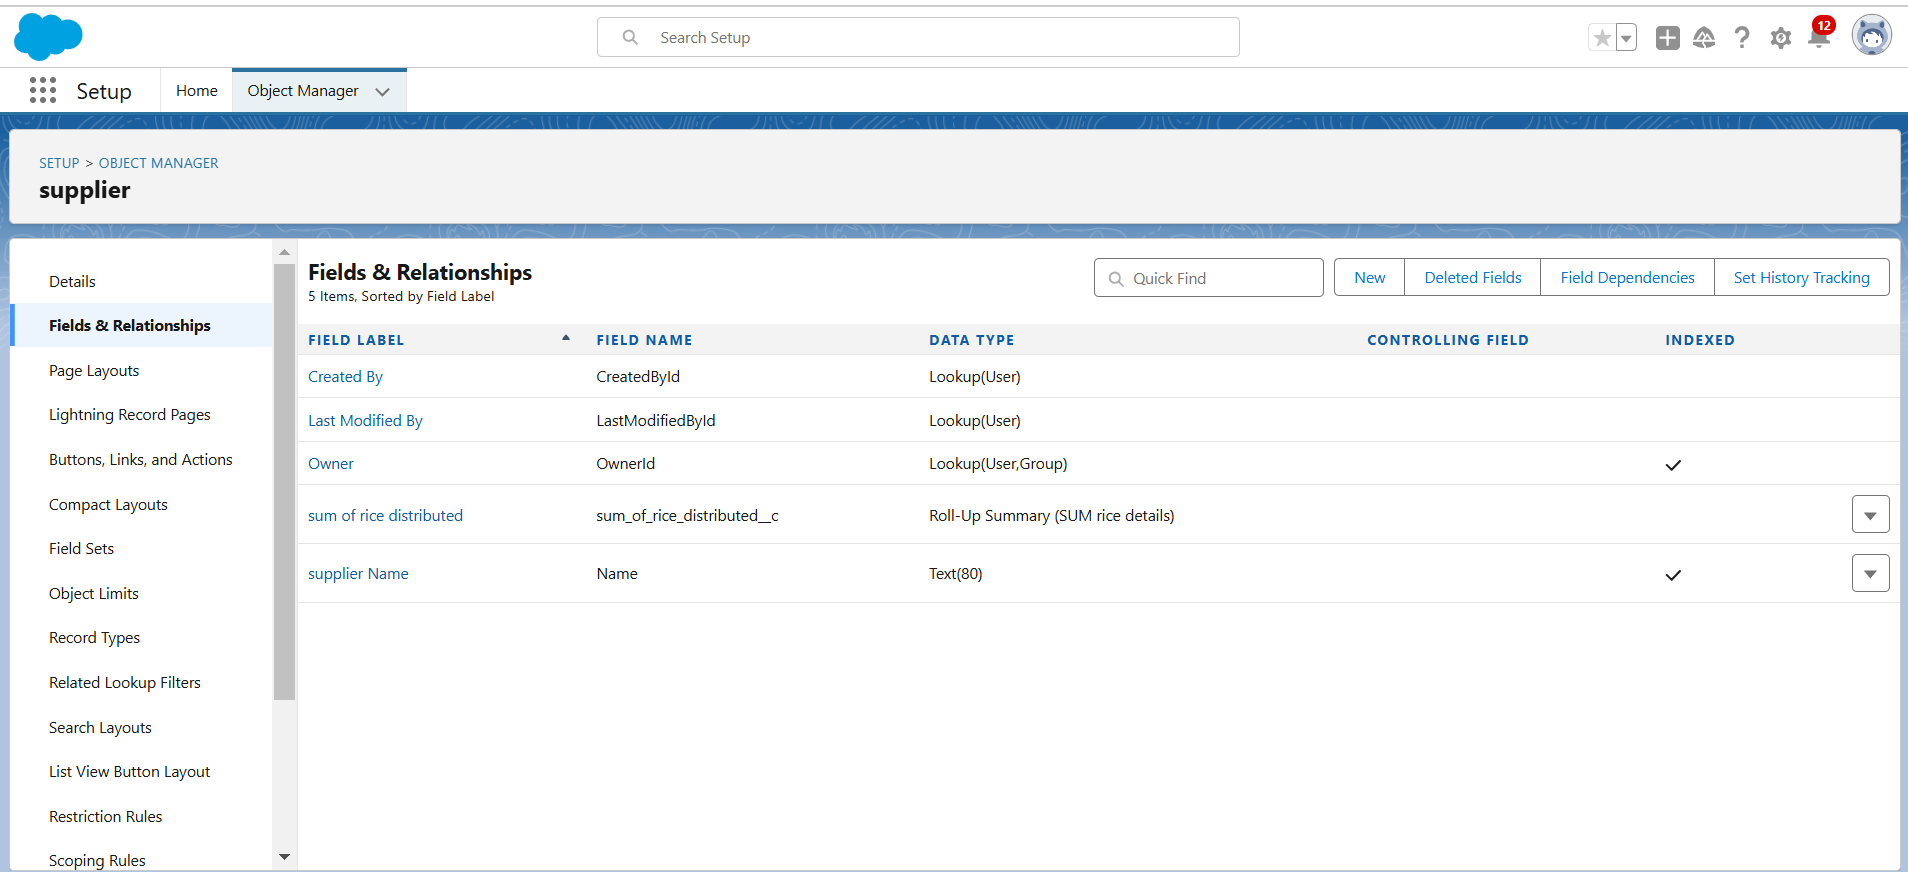 Search Setup
12
Setup
Home
Object Manager
SETUP > OBJECT MANAGER
supplier
Details
Fields & Relationships
Page Layouts
Lightning Record Pages
Buttons, Links, and Actions
Compact Layouts
Field Sets
Object Limits
Record Types
Related Lookup Filters
Search Layouts
List View Button Layout
Restriction Rules
Scoping Rules
Fields & Relationships
5 Items, Sorted by Field Label
Quick Find
New
Deleted Fields
Field Dependencies
Set History Tracking
FIELD LABEL FIELD NAME DATA TYPE CONTROLLING FIELD INDEXED
Created By CreatedById Lookup(User)
Last Modified By LastModifiedById Lookup(User)
Owner OwnerId Lookup(User,Group)
sum of rice distributed sum_of_rice_distributed__c Roll-Up Summary (SUM rice details)
supplier Name Name Text(80)